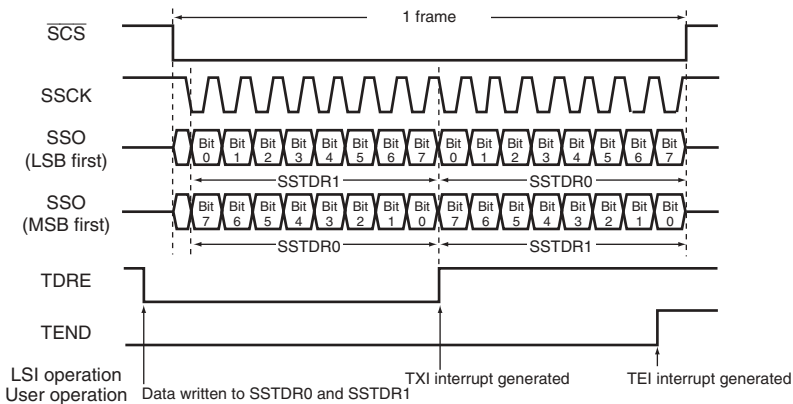 1 frame
SCS
SSCK
SSO
(LSB first)
Bit 0 Bit 1 Bit 2 Bit 3 Bit 4 Bit 5 Bit 6 Bit 7 Bit 0 Bit 1 Bit 2 Bit 3 Bit 4 Bit 5 Bit 6 Bit 7
SSTDR1 SSTDR0
SSO
(MSB first)
Bit 7 Bit 6 Bit 5 Bit 4 Bit 3 Bit 2 Bit 1 Bit 0 Bit 7 Bit 6 Bit 5 Bit 4 Bit 3 Bit 2 Bit 1 Bit 0
SSTDR0 SSTDR1
TDRE
TEND
LSI operation TXI interrupt generated TEI interrupt generated
User operation Data written to SSTDR0 and SSTDR1